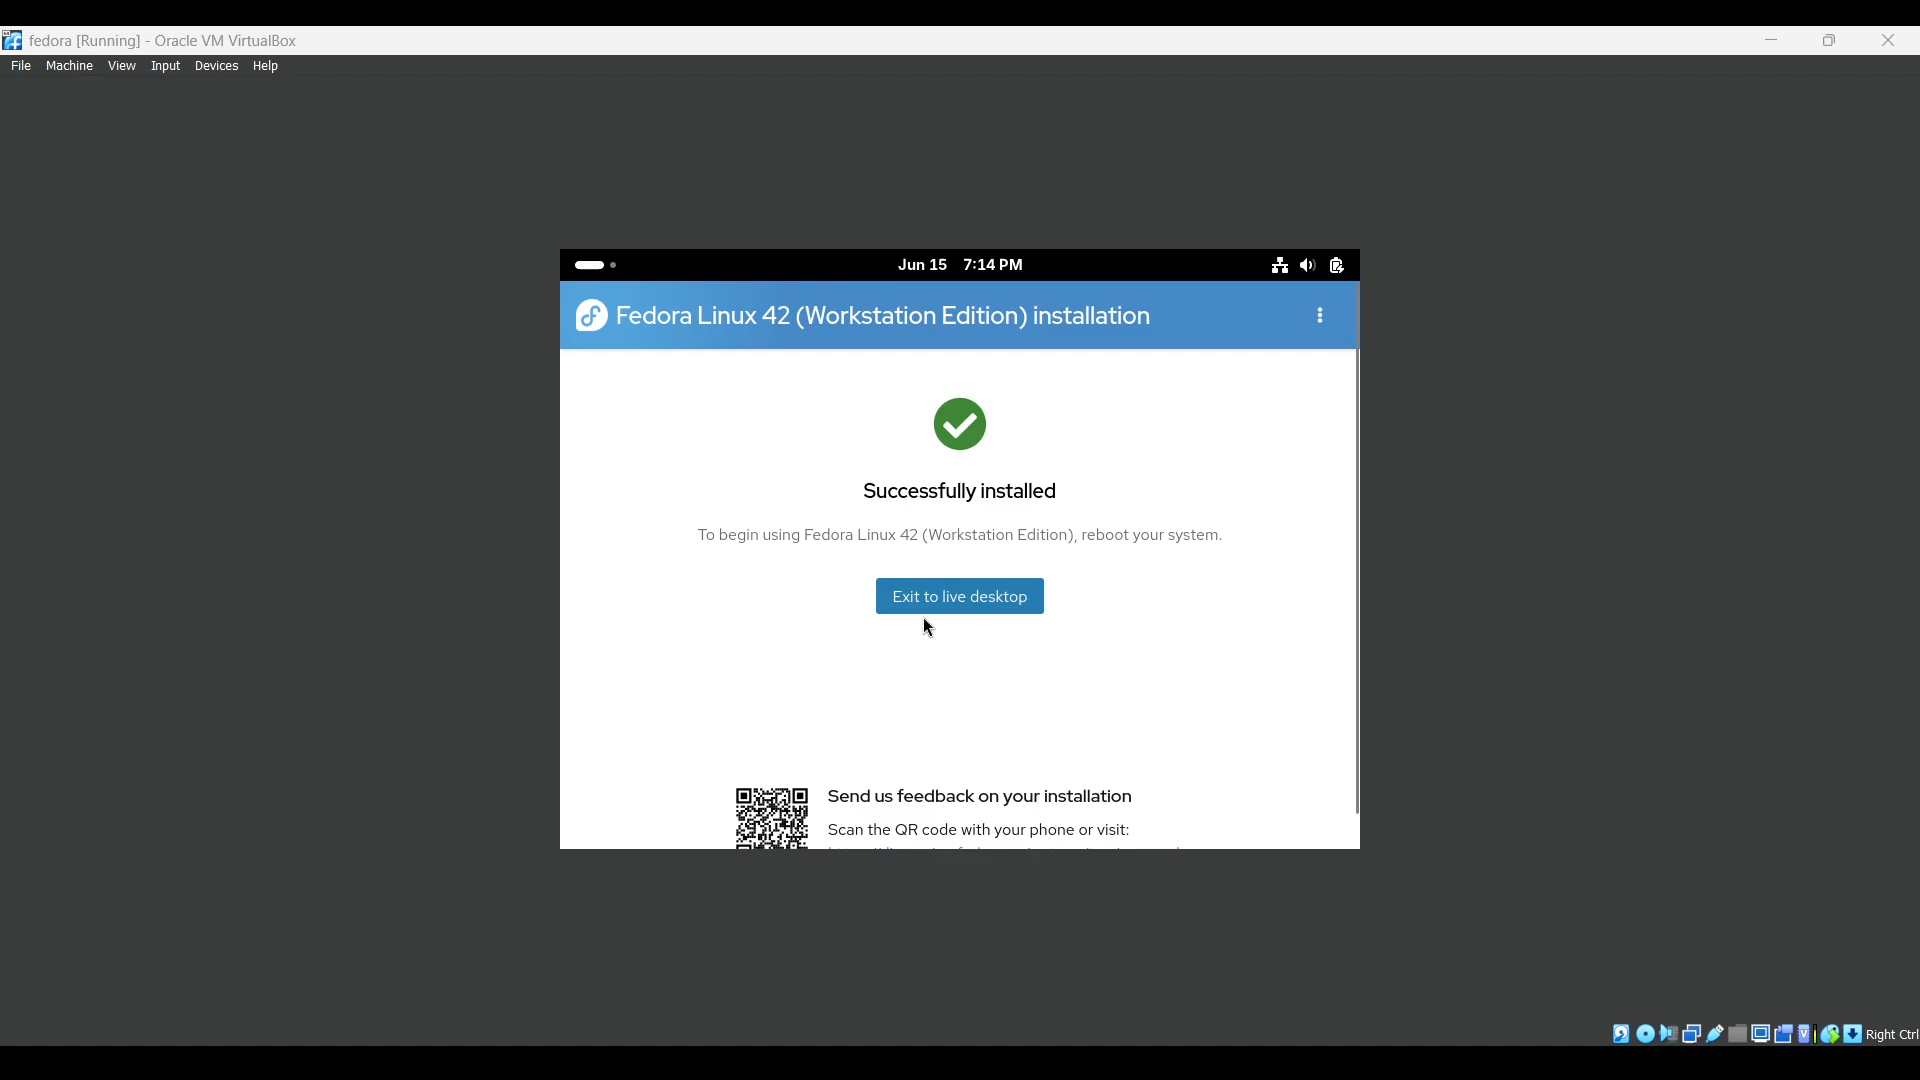 fedora [Running] - Oracle VM VirtualBox
File Machine View Input Devices Help
Jun 15 7:14 PM
Fedora Linux 42 (Workstation Edition) installation
Successfully installed
To begin using Fedora Linux 42 (Workstation Edition), reboot your system.
Exit to live desktop
Send us feedback on your installation
Scan the QR code with your phone or visit:
Right Ctrl